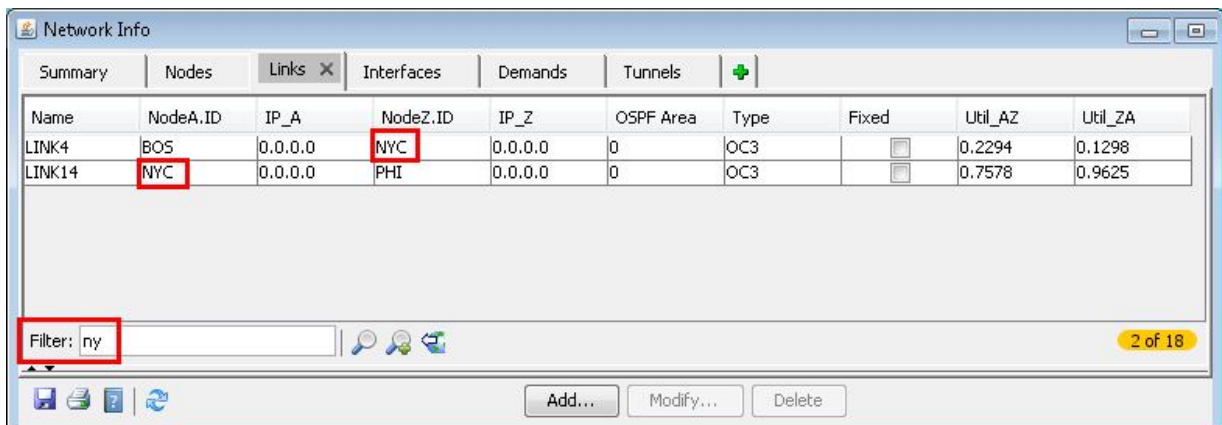 Network Info
Summary Nodes Links Interfaces Demands Tunnels
Name NodeA.ID IP_A NodeZ.ID IP_Z OSPF Area Type Fixed Util_AZ Util_ZA
LINK4 BOS 0.0.0.0 NYC 0.0.0.0 0 OC3 0.2294 0.1298
LINK14 NYC 0.0.0.0 PHI 0.0.0.0 0 OC3 0.7578 0.9625
Filter: ny 2 of 18
Add... Modify... Delete